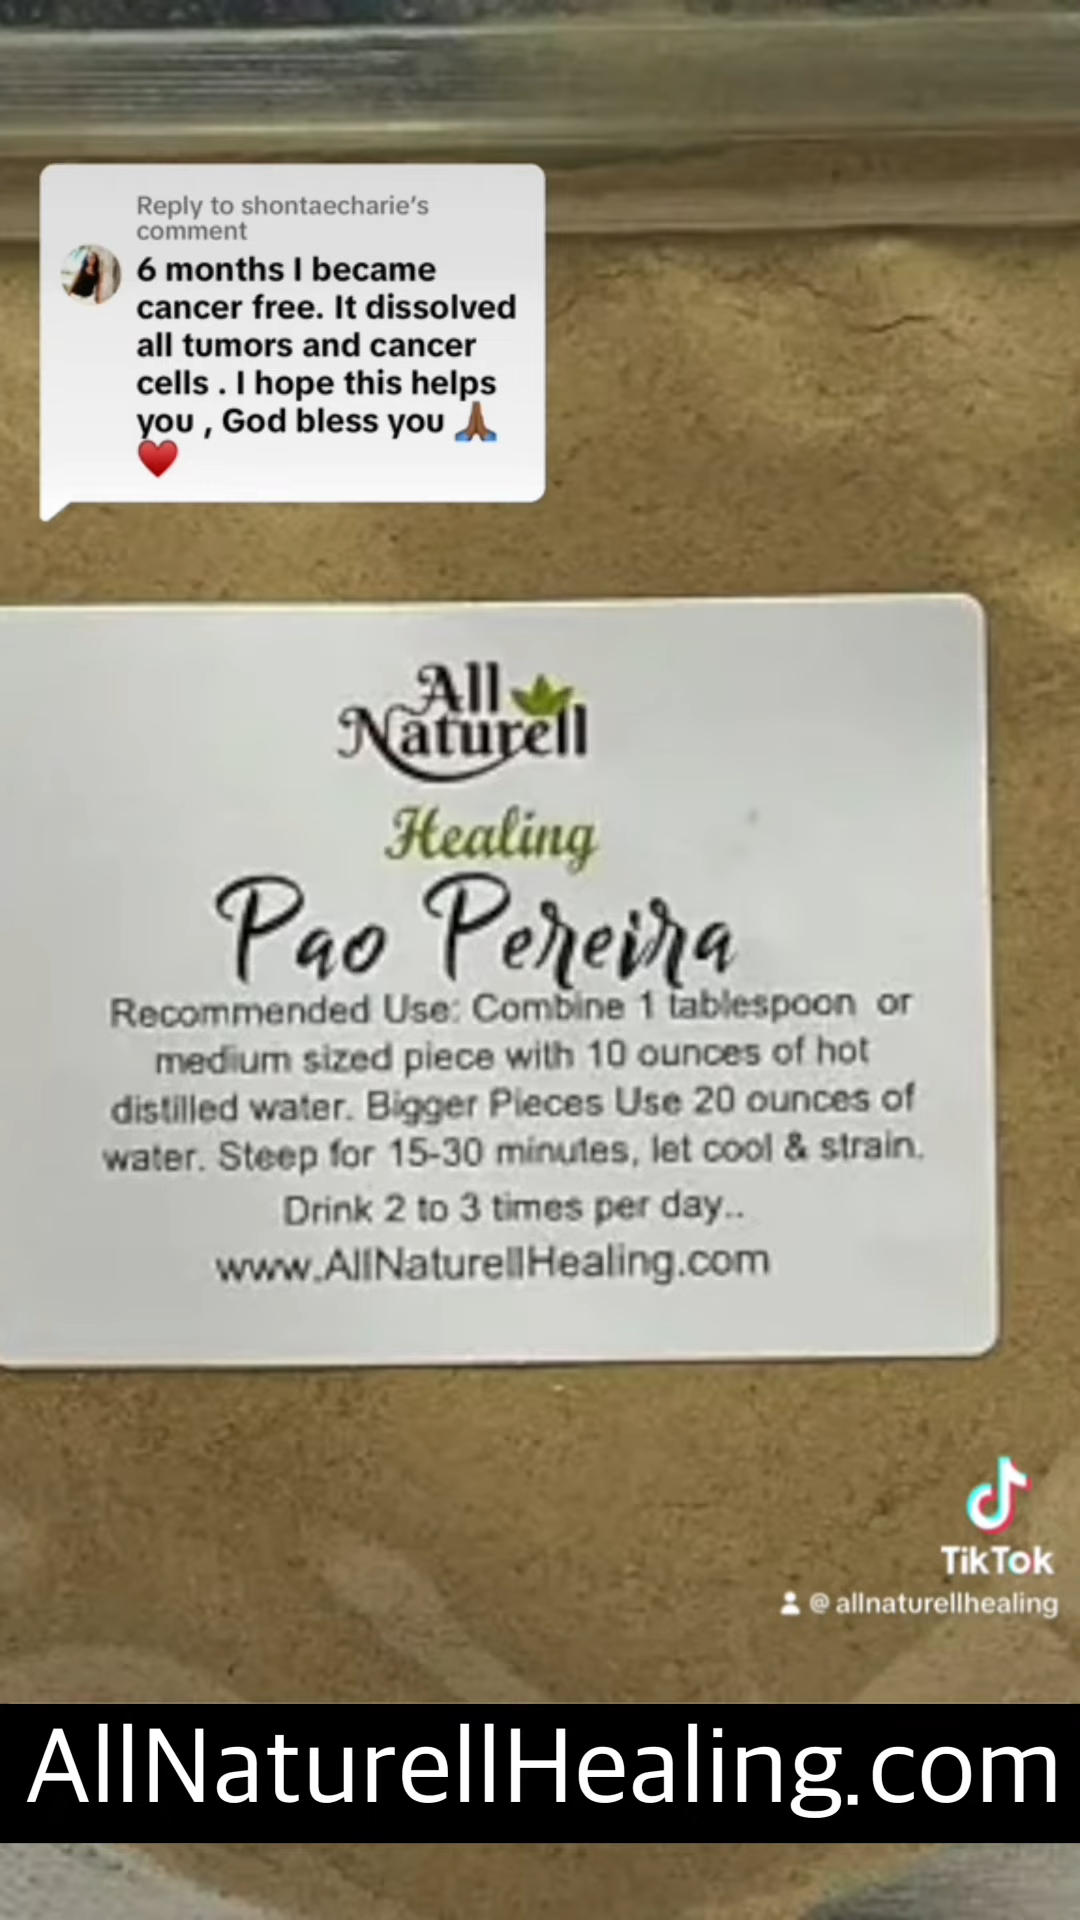 Reply to shontaecharie's
comment
6 months I became
cancer free. It dissolved
all tumors and cancer
cells . I hope this helps
you , God bless you 🙏🏾
♥️
All
Naturell
Healing
Pao Pereira
Recommended Use: Combine 1 tablespoon or
medium sized piece with 10 ounces of hot
distilled water. Bigger Pieces Use 20 ounces of
water. Steep for 15-30 minutes, let cool & strain.
Drink 2 to 3 times per day..
www.AllNaturellHealing.com
TikTok
@ allnaturellhealing
AllNaturellHealing.com